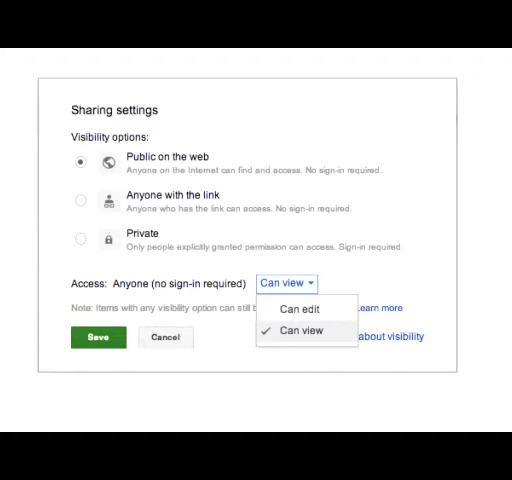 Sharing settings
Visibility options:
Public on the web
Anyone on the Internet can find and access. No sign-in required.
Anyone with the link
Anyone who has the link can access. No sign-in required.
Private
Only people explicitly granted permission can access. Sign-in required
Access: Anyone (no sign-in required) Can view
Can edit
Can view
Note: Items with any visibility option can still
Learn more
Save
Cancel
about visibility